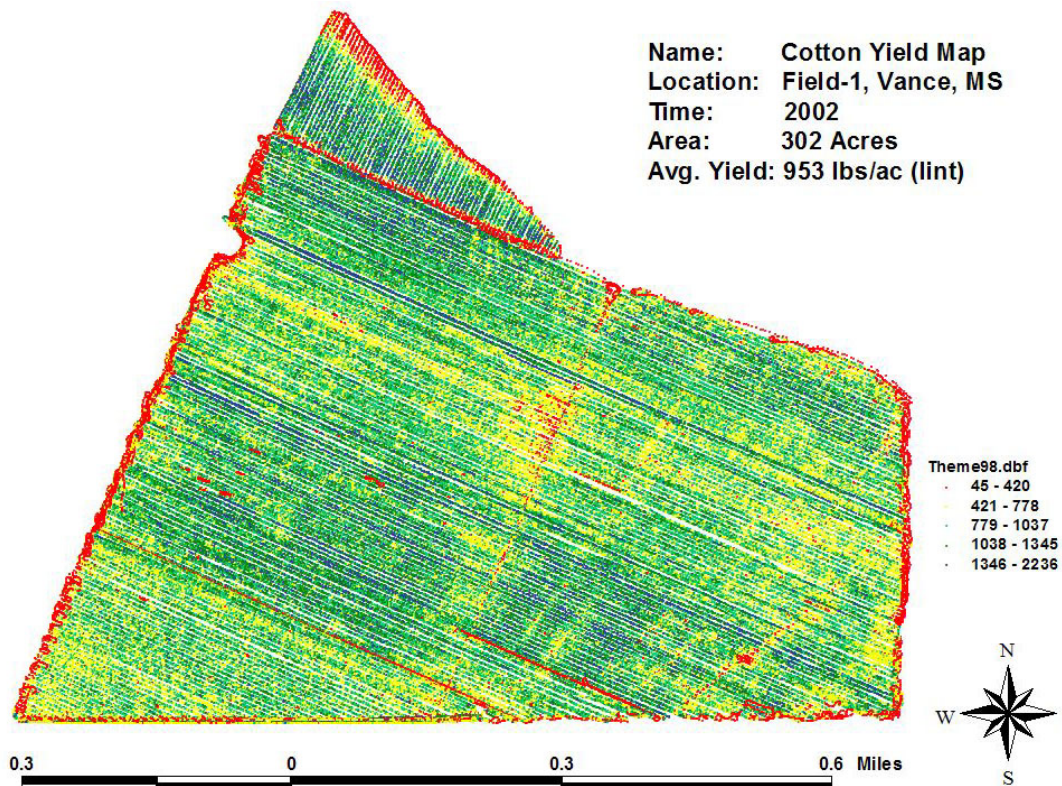 Name: Cotton Yield Map
Location: Field-1, Vance, MS
Time: 2002
Area: 302 Acres
Avg. Yield: 953 lbs/ac (lint)
Theme98.dbf
45 - 420
421 - 778
779 - 1037
1038 - 1345
1346 - 2236
N
W
S
0.3 0 0.3 0.6 Miles